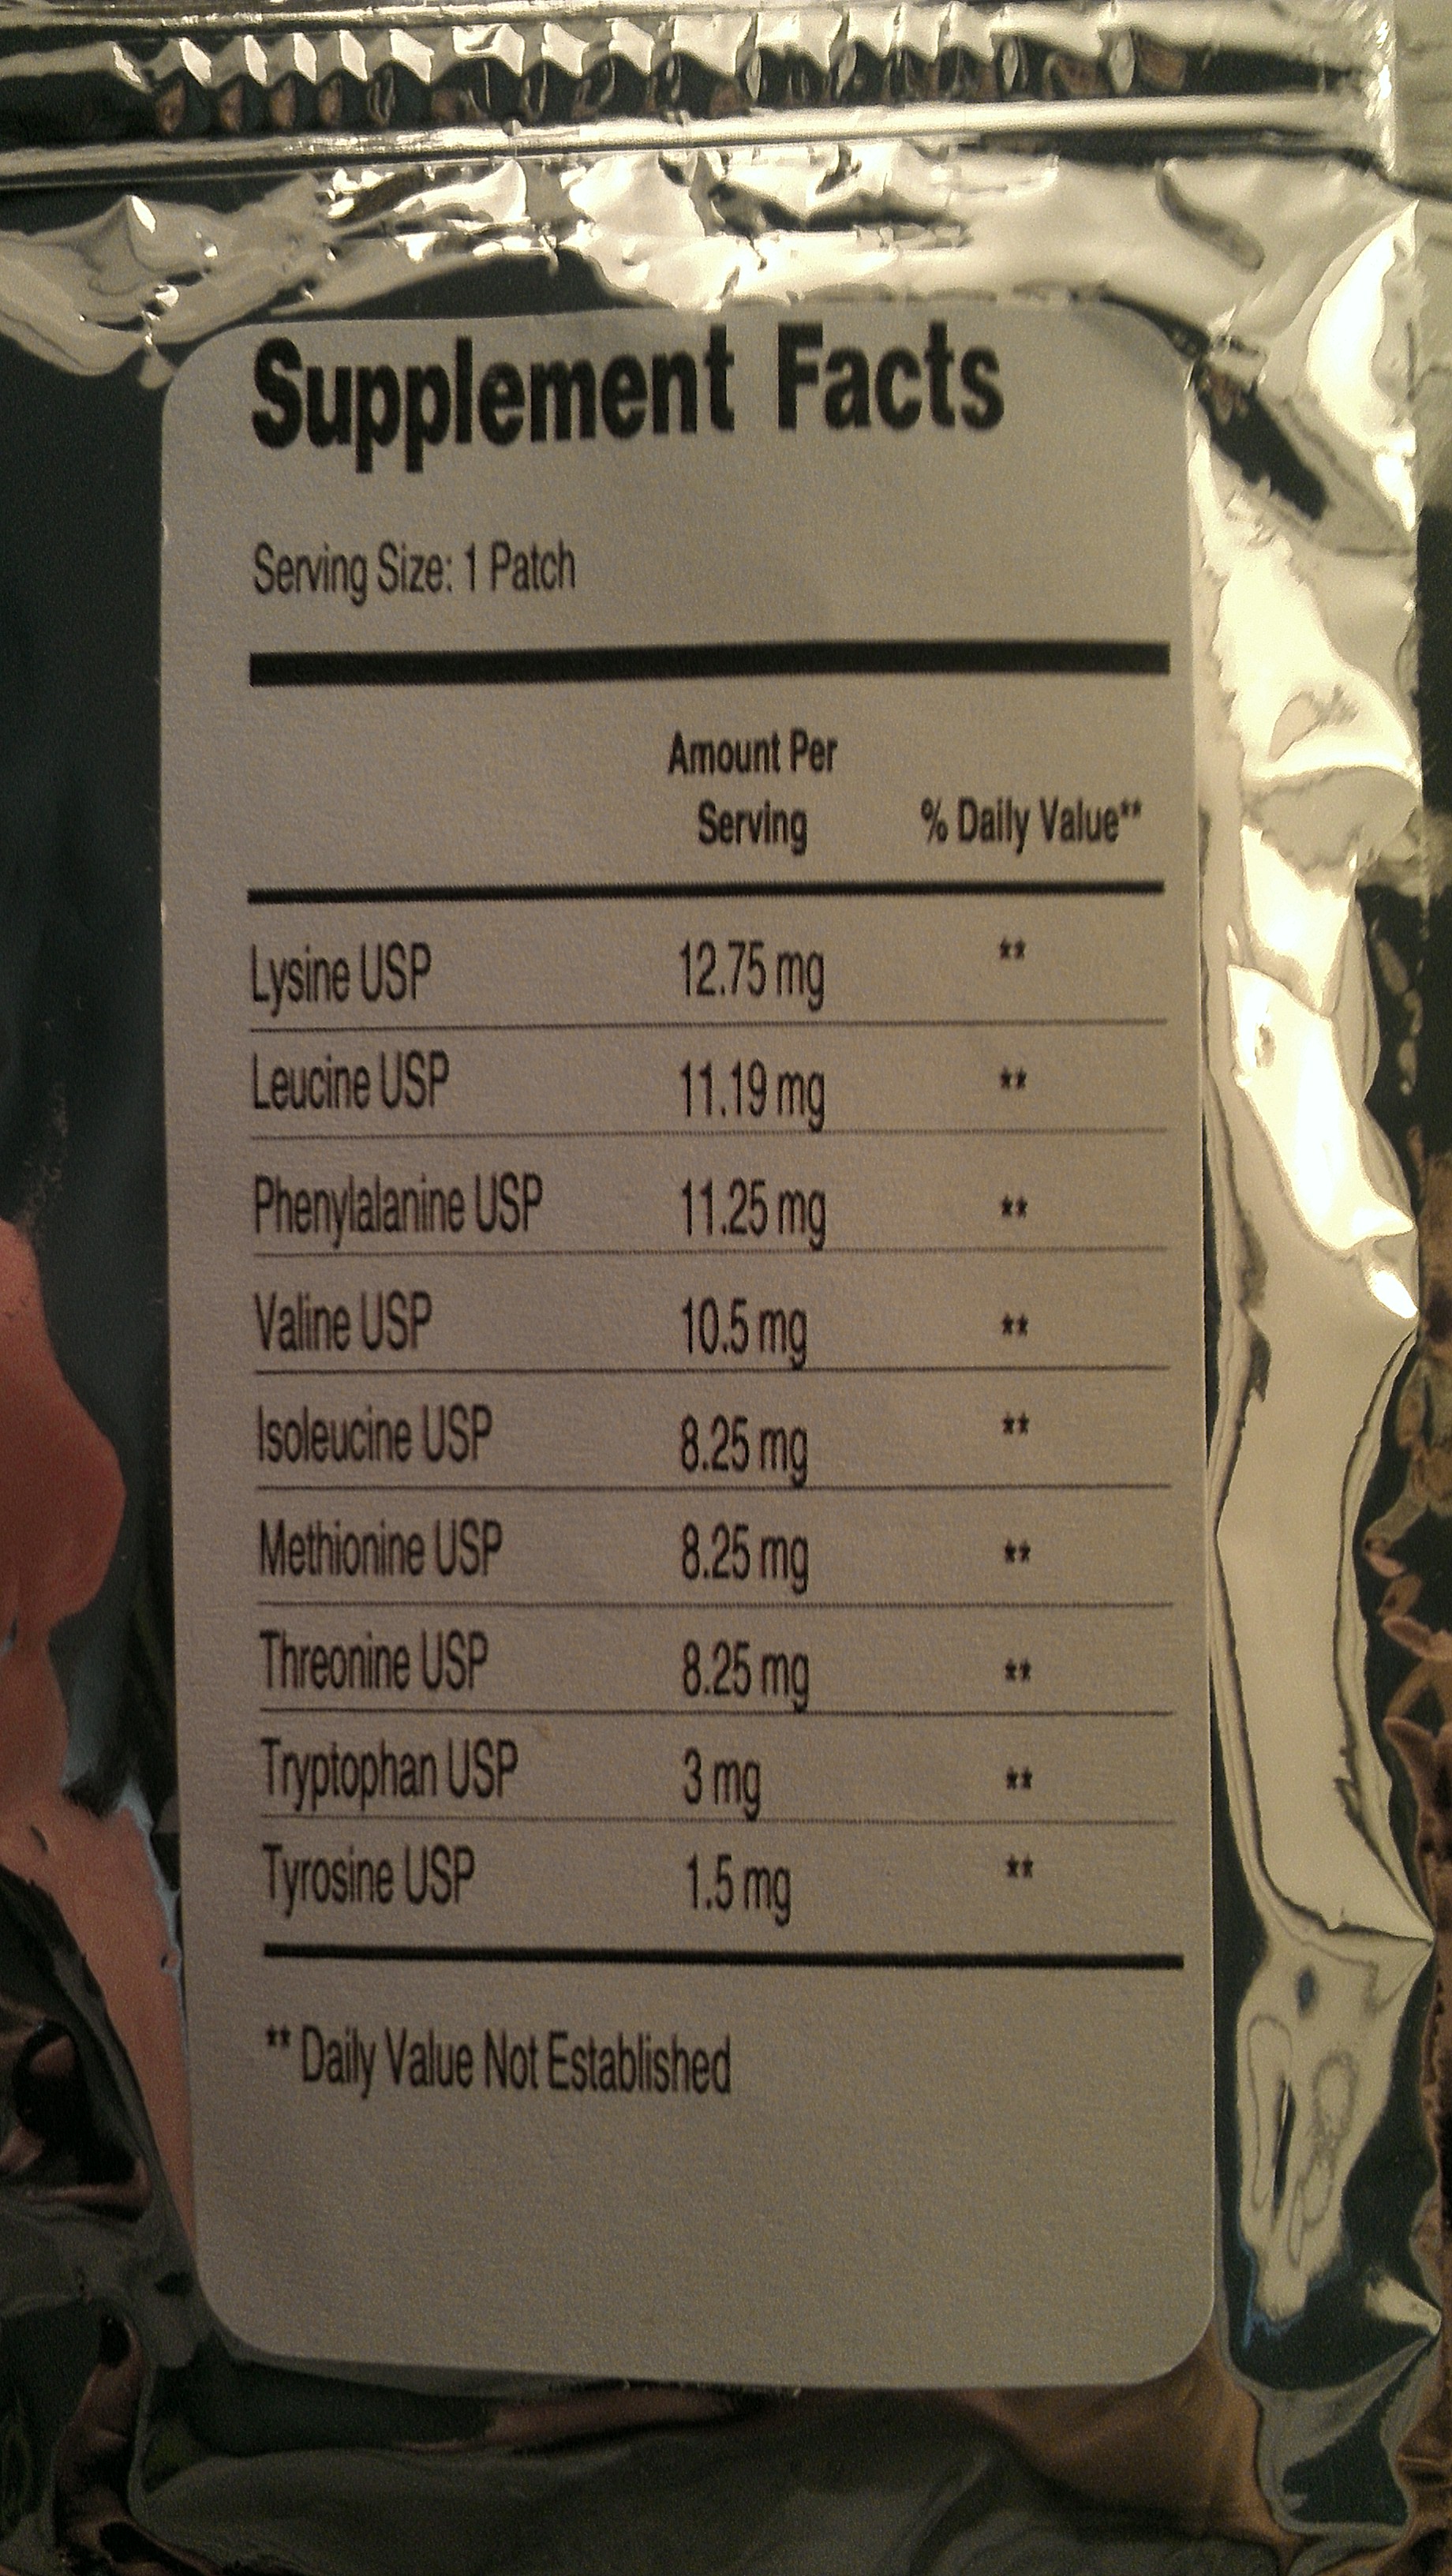 Supplement Facts
Serving Size: 1 Patch
Amount Per
Serving % Daily Value**
Lysine USP 12.75 mg **
Leucine USP 11.19 mg **
Phenylalanine USP 11.25 mg **
Valine USP 10.5 mg **
Isoleucine USP 8.25 mg **
Methionine USP 8.25 mg **
Threonine USP 8.25 mg **
Tryptophan USP 3 mg **
Tyrosine USP 1.5 mg **
** Daily Value Not Established